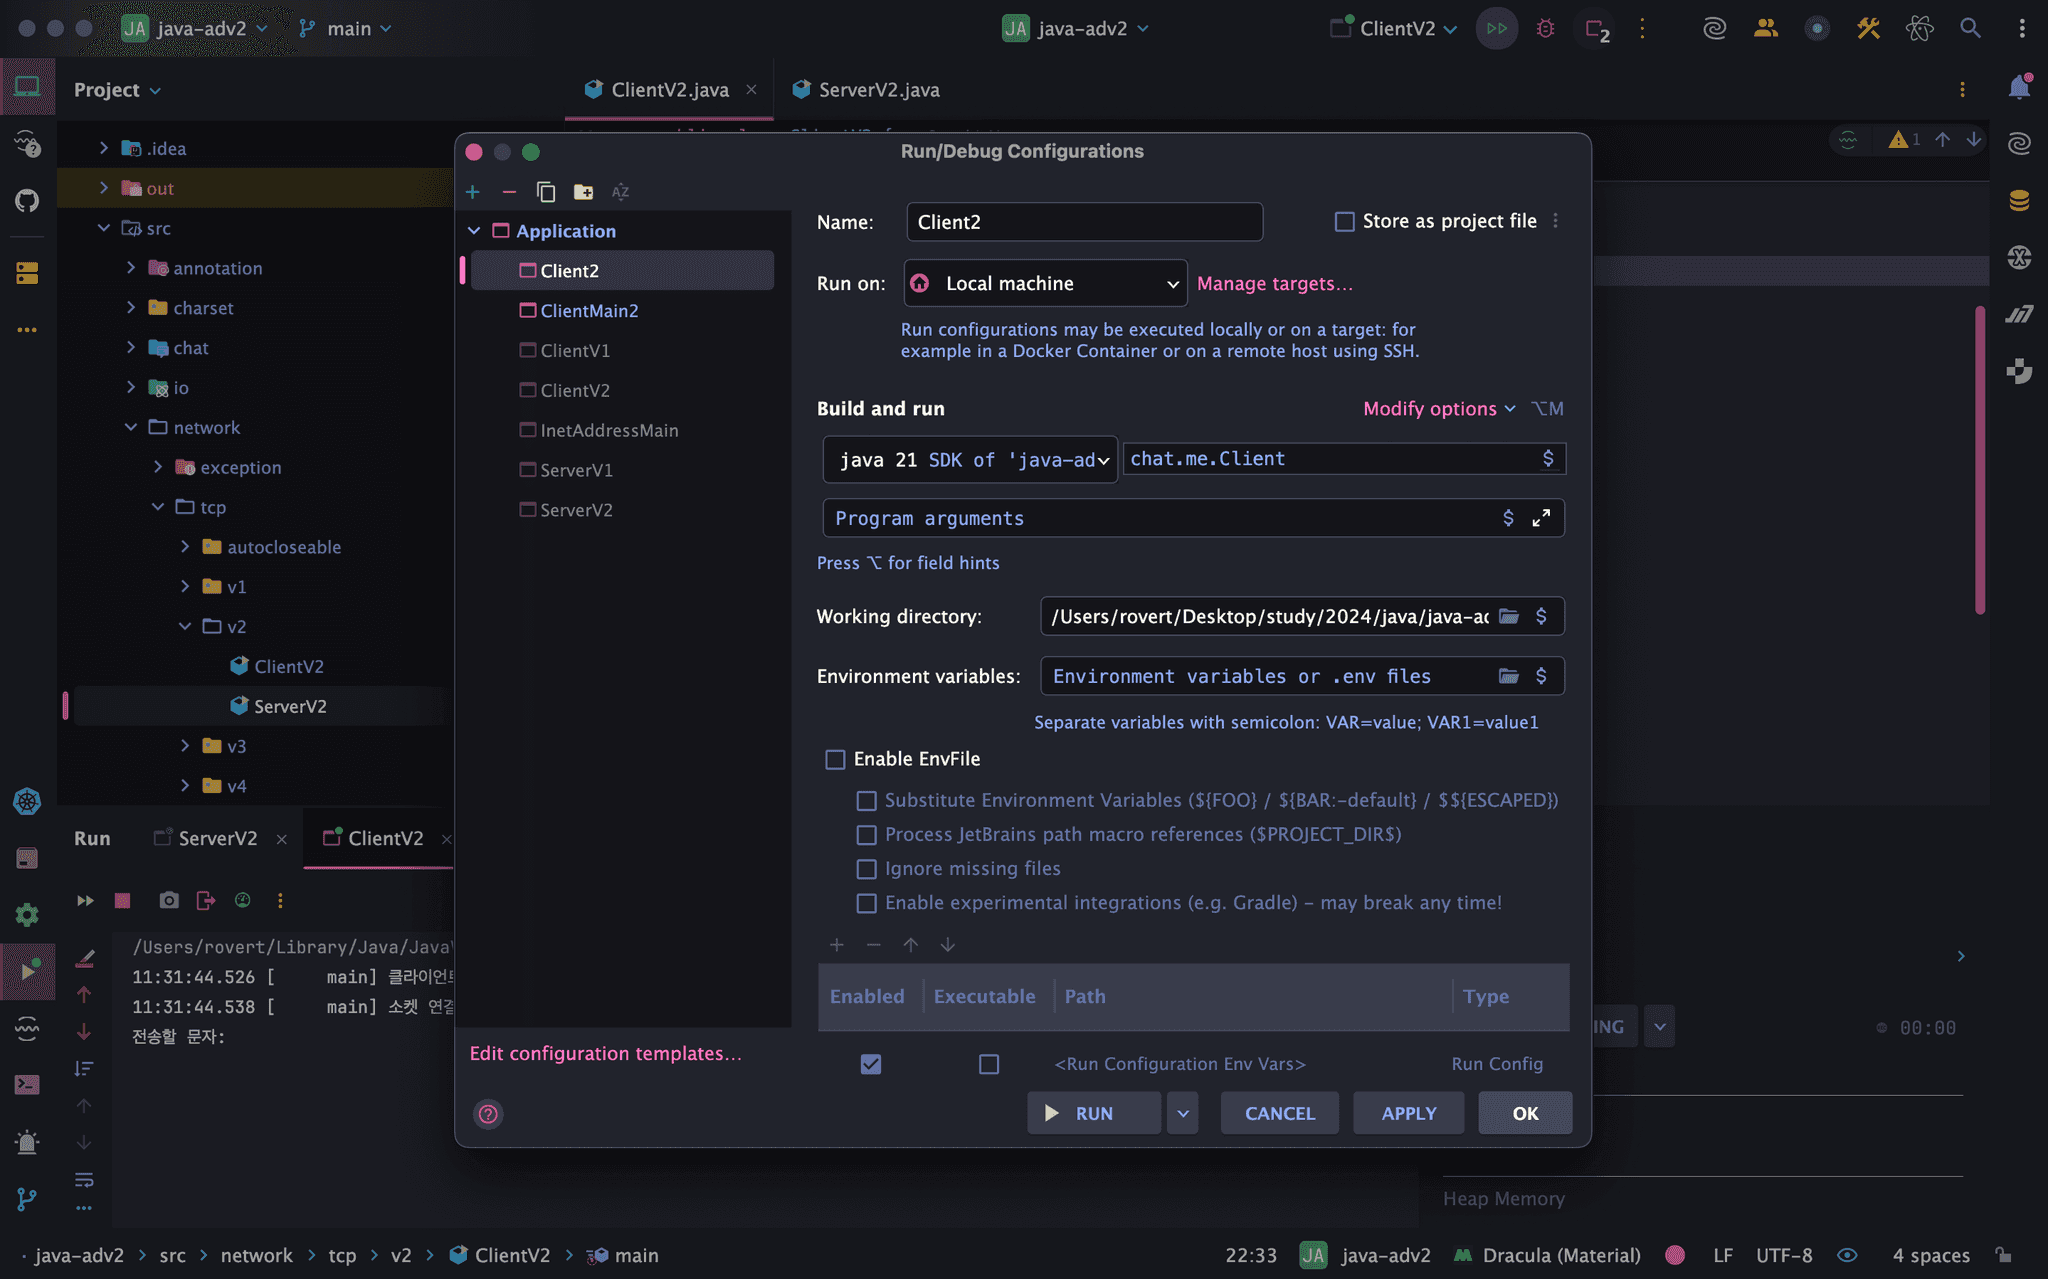 JA java-adv2 main
JA java-adv2
ClientV2
2
Project
ClientV2.java
ServerV2.java
1
.idea
out
src
annotation
charset
chat
io
network
exception
tcp
autocloseable
v1
v2
ClientV2
ServerV2
v3
v4
Run/Debug Configurations
Application
Client2
ClientMain2
ClientV1
ClientV2
InetAddressMain
ServerV1
ServerV2
Edit configuration templates...
Name: Client2
Store as project file
Run on: Local machine Manage targets...
Run configurations may be executed locally or on a target: for
example in a Docker Container or on a remote host using SSH.
Build and run
Modify options ⌥M
java 21 SDK of 'java-ad
chat.me.Client $
Program arguments $
Press ⌥ for field hints
Working directory: /Users/rovert/Desktop/study/2024/java/java-ad $
Environment variables: Environment variables or .env files $
Separate variables with semicolon: VAR=value; VAR1=value1
Enable EnvFile
Substitute Environment Variables (${FOO} / ${BAR:-default} / $${ESCAPED})
Process JetBrains path macro references ($PROJECT_DIR$)
Ignore missing files
Enable experimental integrations (e.g. Gradle) - may break any time!
Enabled Executable Path Type
<Run Configuration Env Vars> Run Config
RUN CANCEL APPLY OK
Run ServerV2 ClientV2
/Users/rovert/Library/Java/Java
11:31:44.526 [ main] 클라이언트
11:31:44.538 [ main] 소켓 연결
전송할 문자:
ING
00:00
Heap Memory
java-adv2 > src > network > tcp > v2 > ClientV2 > main
22:33 JA java-adv2 Dracula (Material) LF UTF-8 4 spaces